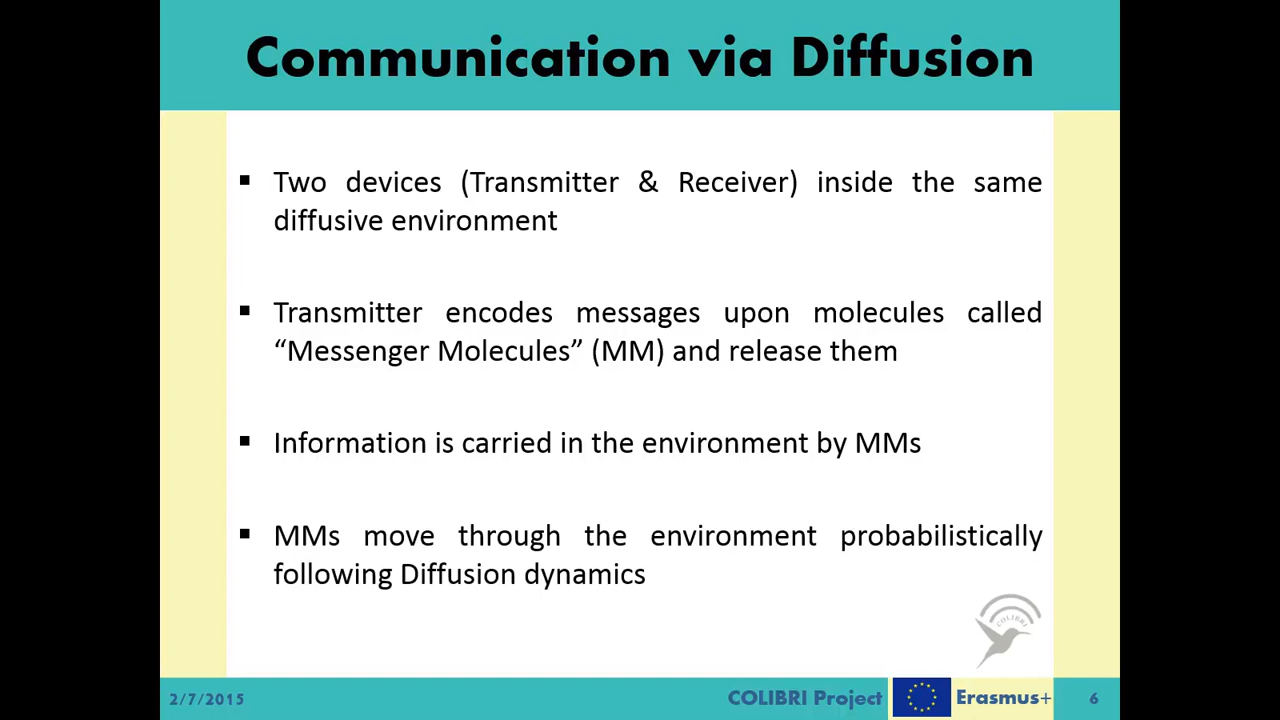 Communication via Diffusion
▪ Two devices (Transmitter & Receiver) inside the same
diffusive environment
▪ Transmitter encodes messages upon molecules called
“Messenger Molecules” (MM) and release them
▪ Information is carried in the environment by MMs
▪ MMs move through the environment probabilistically
following Diffusion dynamics
COLIBRI
2/7/2015 COLIBRI Project Erasmus+ 6